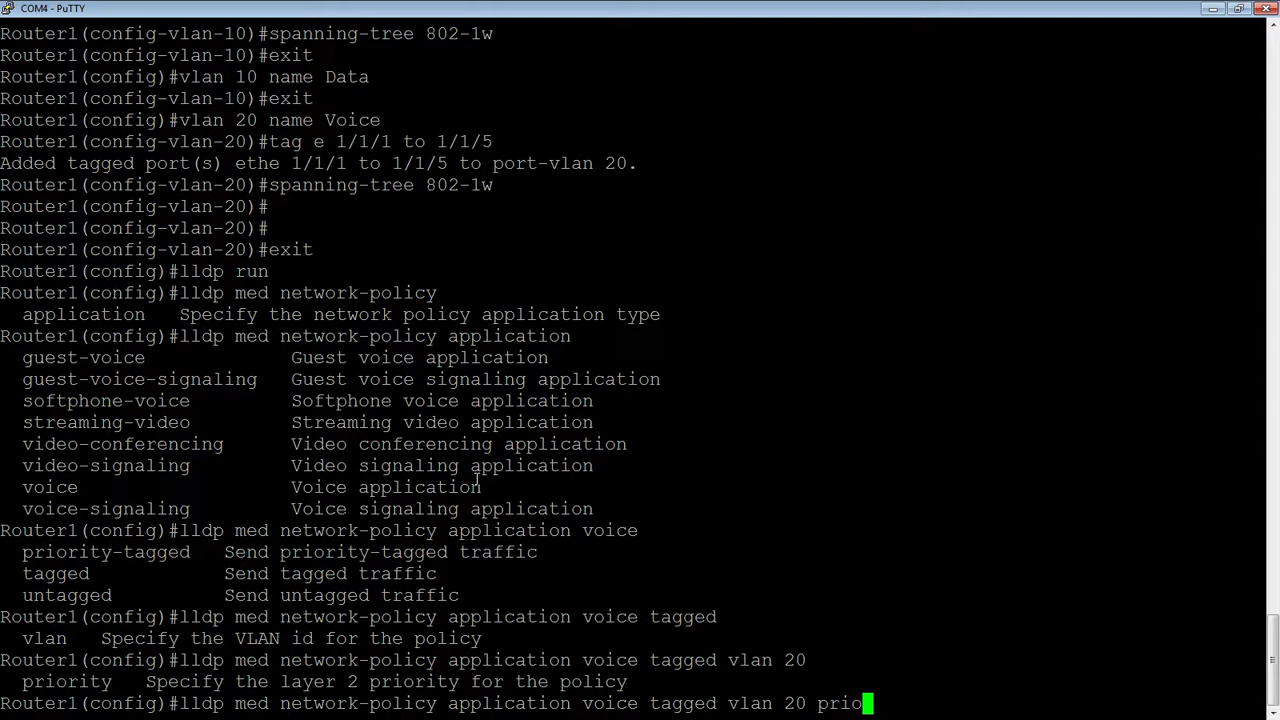 COM4 - PuTTY
Router1(config-vlan-10)#spanning-tree 802-1w
Router1(config-vlan-10)#exit
Router1(config)#vlan 10 name Data
Router1(config-vlan-10)#exit
Router1(config)#vlan 20 name Voice
Router1(config-vlan-20)#tag e 1/1/1 to 1/1/5
Added tagged port(s) ethe 1/1/1 to 1/1/5 to port-vlan 20.
Router1(config-vlan-20)#spanning-tree 802-1w
Router1(config-vlan-20)#
Router1(config-vlan-20)#
Router1(config-vlan-20)#exit
Router1(config)#lldp run
Router1(config)#lldp med network-policy
application   Specify the network policy application type
Router1(config)#lldp med network-policy application
guest-voice             Guest voice application
guest-voice-signaling   Guest voice signaling application
softphone-voice         Softphone voice application
streaming-video         Streaming video application
video-conferencing      Video conferencing application
video-signaling         Video signaling application
voice                   Voice application
voice-signaling         Voice signaling application
Router1(config)#lldp med network-policy application voice
priority-tagged   Send priority-tagged traffic
tagged            Send tagged traffic
untagged          Send untagged traffic
Router1(config)#lldp med network-policy application voice tagged
vlan   Specify the VLAN id for the policy
Router1(config)#lldp med network-policy application voice tagged vlan 20
priority   Specify the layer 2 priority for the policy
Router1(config)#lldp med network-policy application voice tagged vlan 20 prio